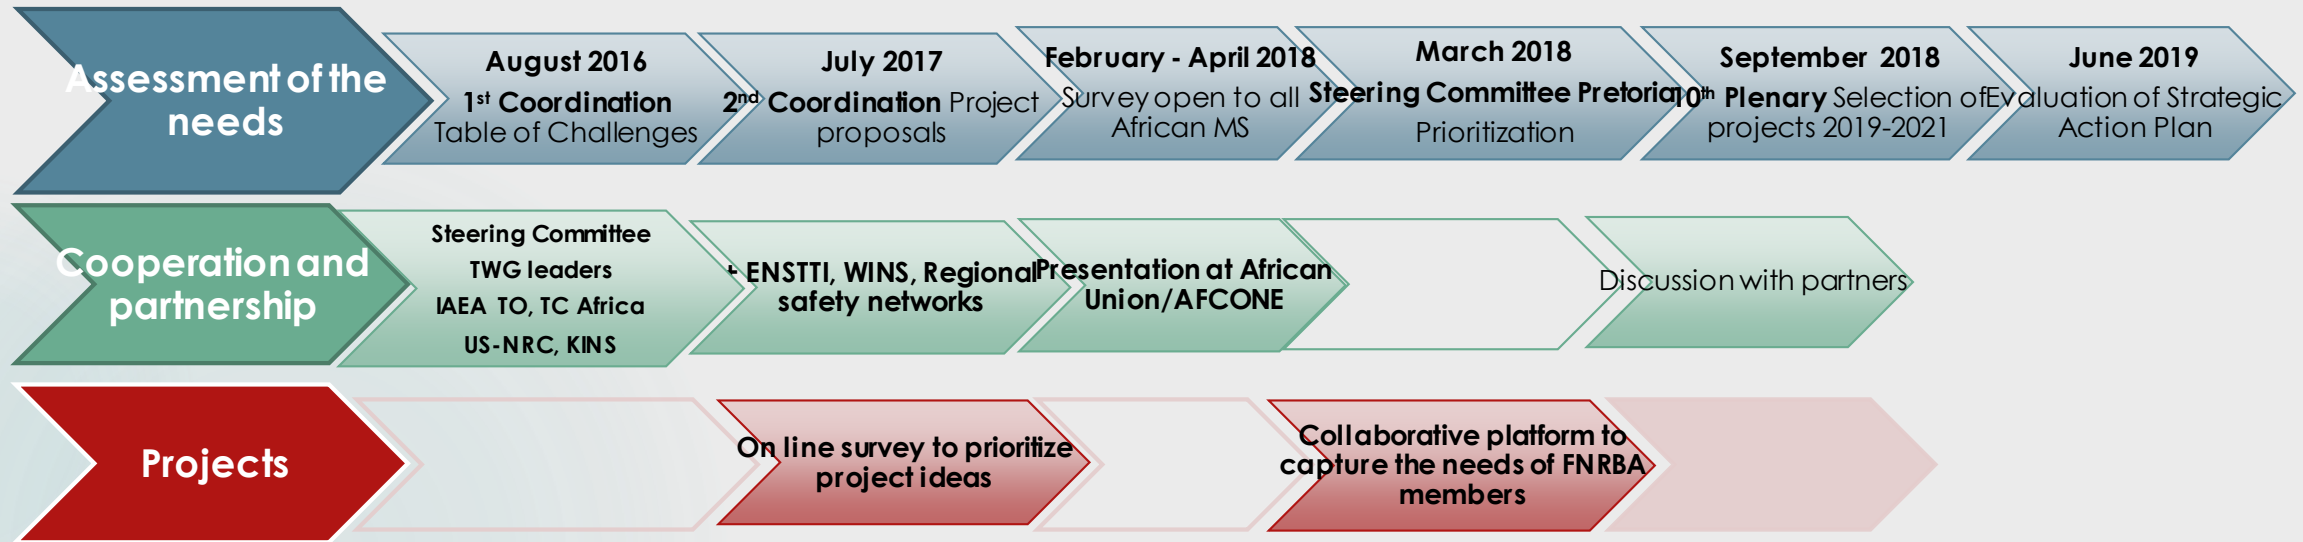 Assessment of the
needs
August 2016
1st Coordination
Table of Challenges
July 2017
2nd Coordination Project
proposals
February - April 2018
Survey open to all
African MS
March 2018
Steering Committee Pretoria
Prioritization
September 2018
10th Plenary Selection of
projects 2019-2021
June 2019
Evaluation of Strategic
Action Plan
Cooperation and
partnership
Steering Committee
TWG leaders
IAEA TO, TC Africa
US-NRC, KINS
+ ENSTTI, WINS, Regional
safety networks
Presentation at African
Union/AFCONE
Discussion with partners
Projects
On line survey to prioritize
project ideas
Collaborative platform to
capture the needs of FNRBA
members